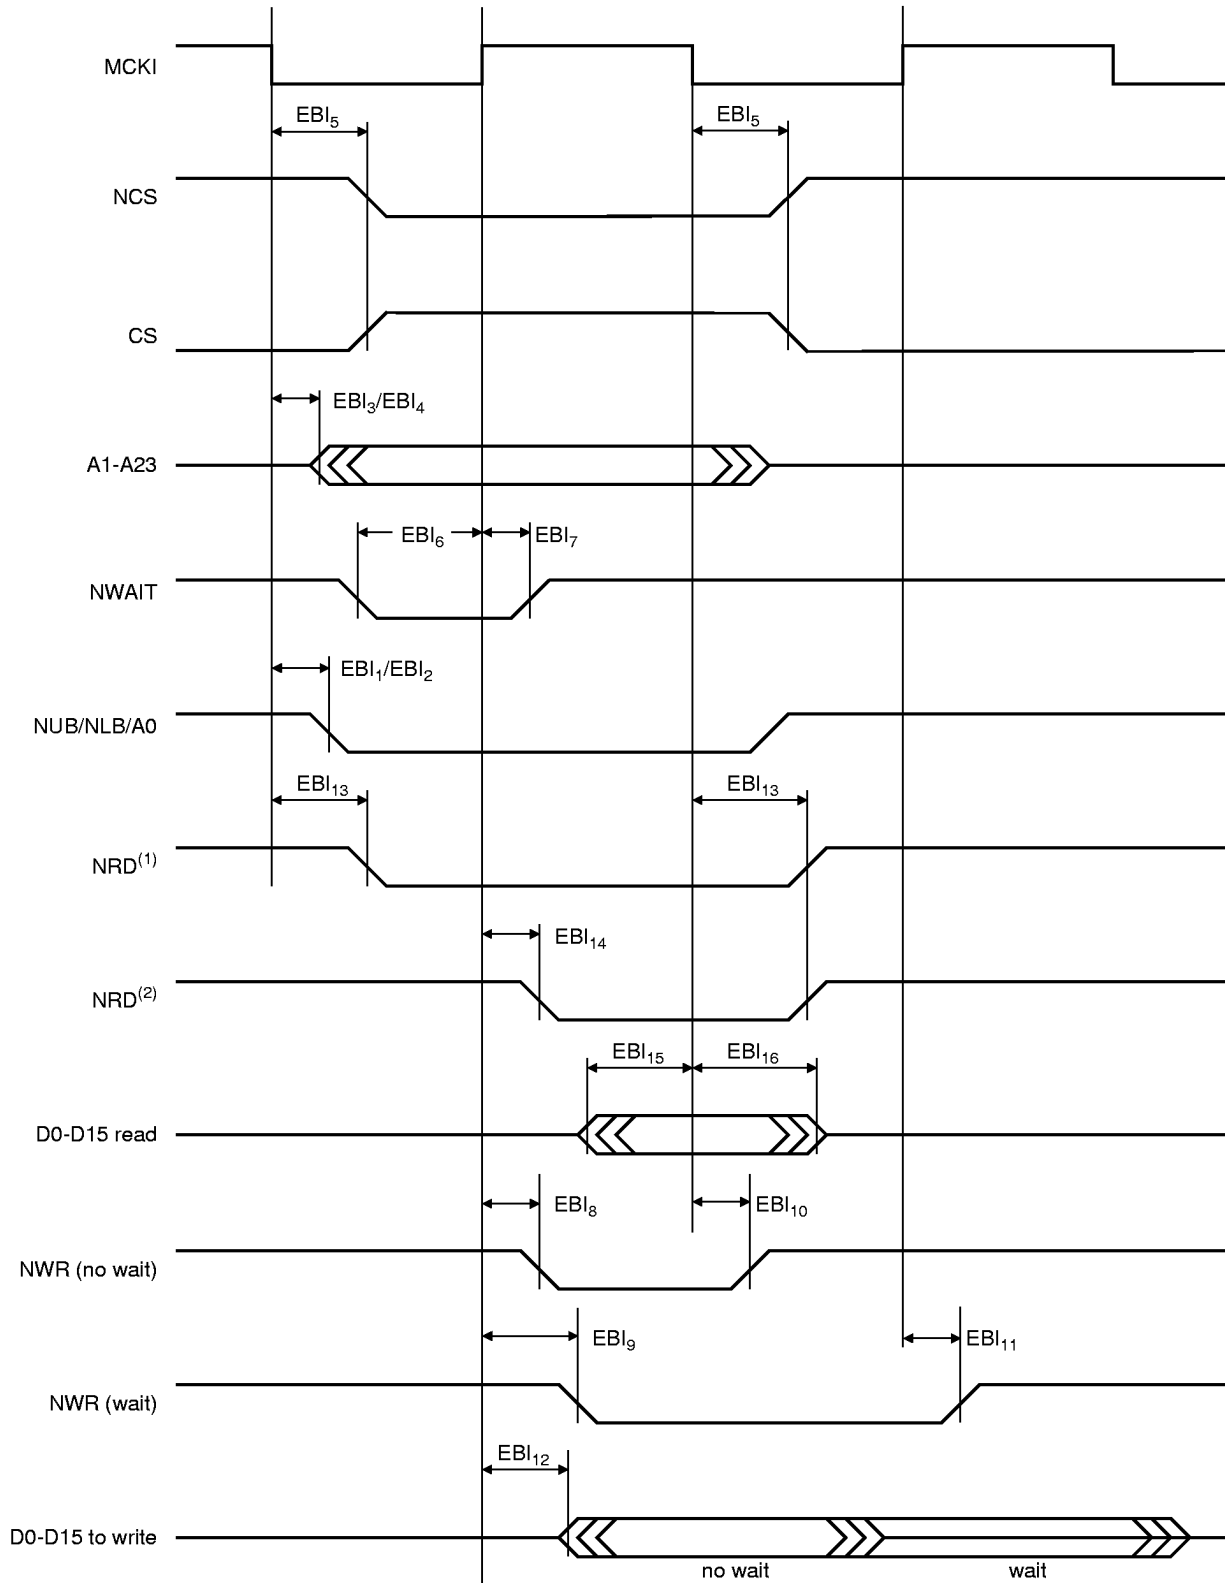 MCKI
EBI5 EBI5
NCS
CS
EBI3/EBI4
A1-A23
EBI6 EBI7
NWAIT
EBI1/EBI2
NUB/NLB/A0
EBI13 EBI13
NRD(1)
EBI14
NRD(2)
EBI15 EBI16
D0-D15 read
EBI8 EBI10
NWR (no wait)
EBI9 EBI11
NWR (wait)
EBI12
D0-D15 to write
no wait wait